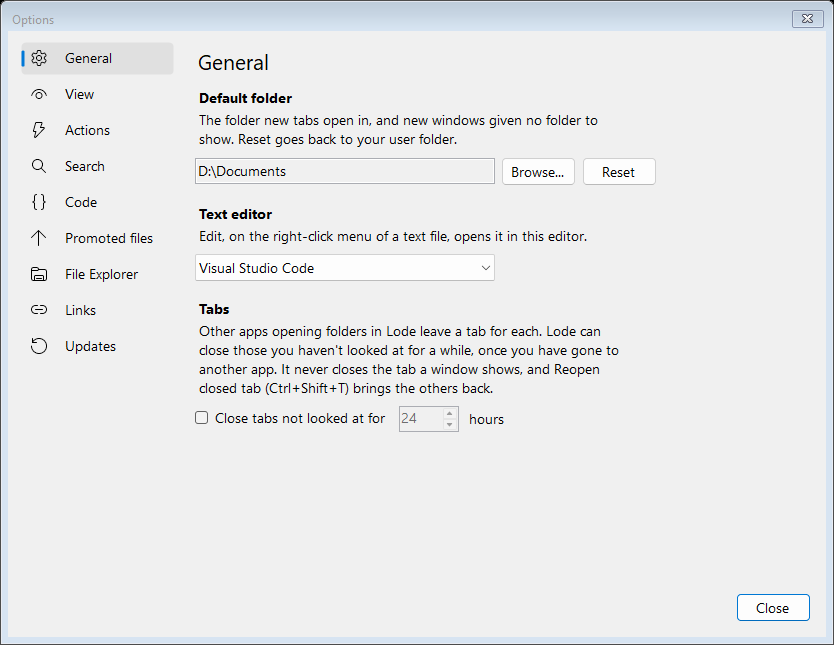 Options
General
View
Actions
Search
Code
Promoted files
File Explorer
Links
Updates
General
Default folder
The folder new tabs open in, and new windows given no folder to
show. Reset goes back to your user folder.
D:\Documents
Browse...
Reset
Text editor
Edit, on the right-click menu of a text file, opens it in this editor.
Visual Studio Code
Tabs
Other apps opening folders in Lode leave a tab for each. Lode can
close those you haven't looked at for a while, once you have gone to
another app. It never closes the tab a window shows, and Reopen
closed tab (Ctrl+Shift+T) brings the others back.
Close tabs not looked at for 24 hours
Close